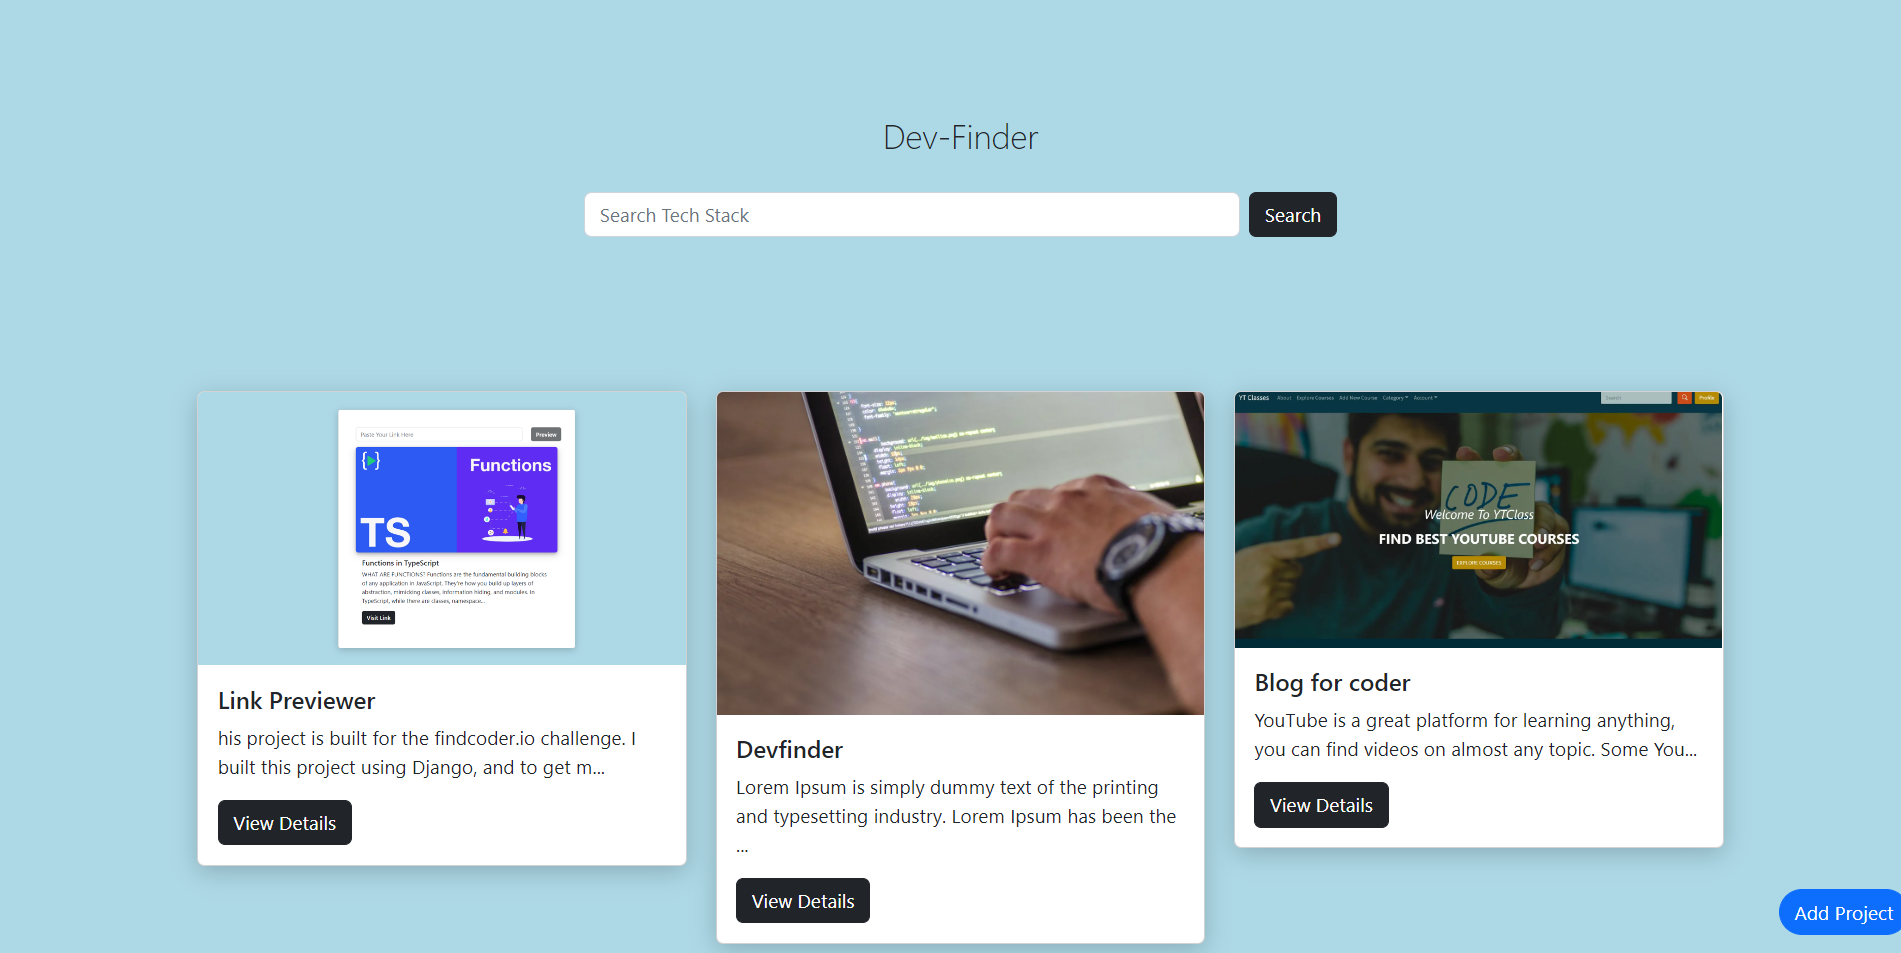 Dev-Finder
Search Tech Stack
Search
Paste Your Link Here
Preview
Functions
TS
Functions in TypeScript
WHAT ARE FUNCTIONS? Functions are the fundamental building blocks
of any application in JavaScript. They're how you build up layers of
abstraction, mimicking classes, information hiding, and modules. In
TypeScript, while there are classes, namespace...
Visit Link
Link Previewer
his project is built for the findcoder.io challenge. I
built this project using Django, and to get m...
View Details
Devfinder
Lorem Ipsum is simply dummy text of the printing
and typesetting industry. Lorem Ipsum has been the
...
View Details
YT Classes About Explore Courses Add New Course Category Account Search Profile
CODE
Welcome To YTClass
FIND BEST YOUTUBE COURSES
EXPLORE COURSES
Blog for coder
YouTube is a great platform for learning anything,
you can find videos on almost any topic. Some You...
View Details
Add Project